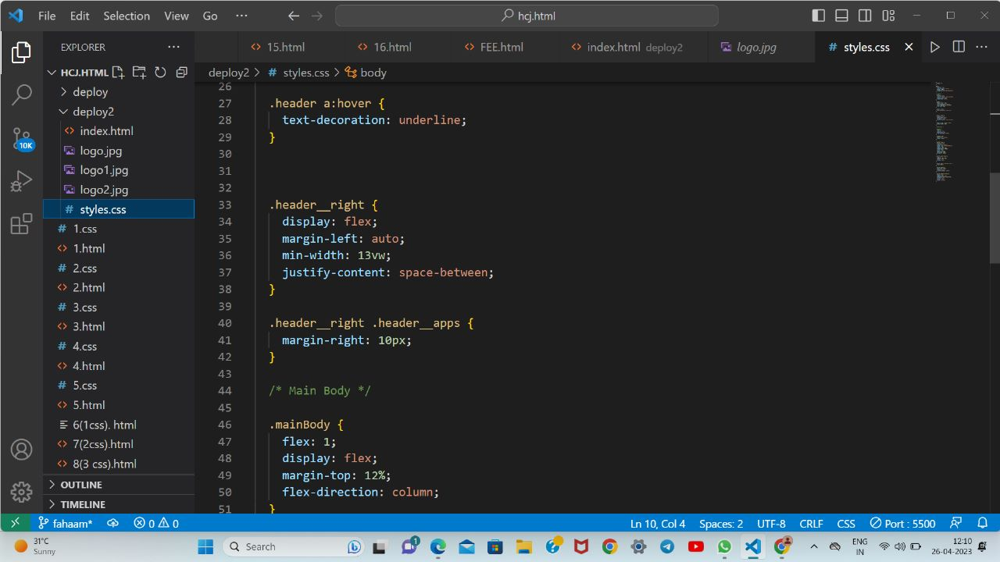 File Edit Selection View Go ··· hcj.html
EXPLORER ···
15.html 16.html FEE.html index.html deploy2 logo.jpg # styles.css
HCJ.HTML
deploy2 > # styles.css > body
deploy
deploy2
index.html
logo.jpg
logo1.jpg
logo2.jpg
# styles.css
# 1.css
1.html
# 2.css
2.html
# 3.css
3.html
# 4.css
4.html
# 5.css
5.html
6(1css). html
7(2css).html
8(3 css).html
OUTLINE
TIMELINE
10K
26
27 .header a:hover {
28 text-decoration: underline;
29 }
30
31
32
33 .header__right {
34 display: flex;
35 margin-left: auto;
36 min-width: 13vw;
37 justify-content: space-between;
38 }
39
40 .header__right .header__apps {
41 margin-right: 10px;
42 }
43
44 /* Main Body */
45
46 .mainBody {
47 flex: 1;
48 display: flex;
49 margin-top: 12%;
50 flex-direction: column;
51 }
fahaam* 0 0 Ln 10, Col 4 Spaces: 2 UTF-8 CRLF CSS Port : 5500
31°C
Sunny
Search
1
ENG
IN
12:10
26-04-2023